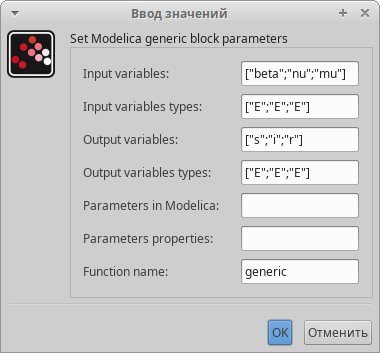 Ввод значений
Set Modelica generic block parameters
Input variables: ["beta";"nu";"mu"]
Input variables types: ["E";"E";"E"]
Output variables: ["s";"i";"r"]
Output variables types: ["E";"E";"E"]
Parameters in Modelica:
Parameters properties:
Function name: generic
OK Отменить